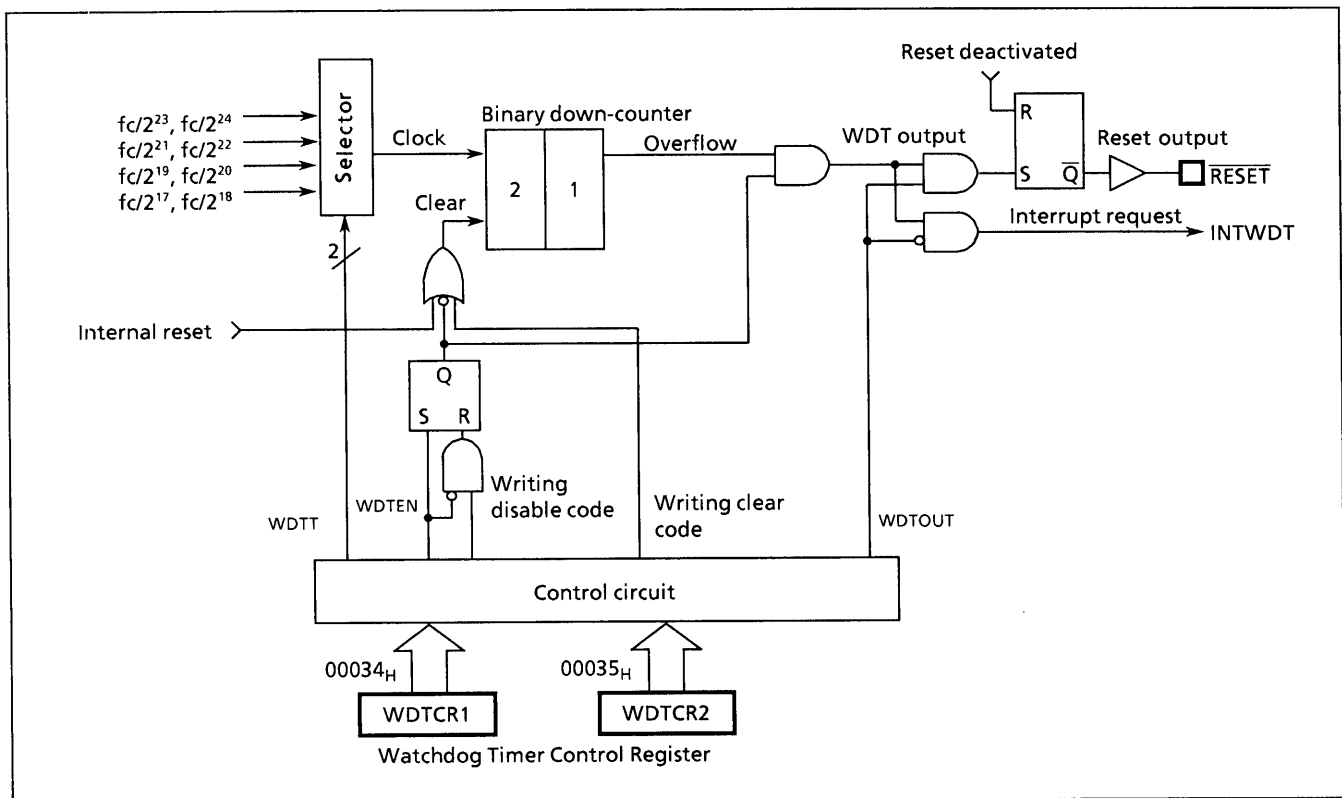 Reset deactivated
fc/2²³, fc/2²⁴
fc/2²¹, fc/2²²
fc/2¹⁹, fc/2²⁰
fc/2¹⁷, fc/2¹⁸
Selector
Clock
Binary down-counter
2 1
Clear
Overflow
WDT output
R
S Q̅
Reset output
R̅E̅S̅E̅T̅
Interrupt request
INTWDT
2
Internal reset
Q
S R
WDTT
WDTEN
Writing
disable code
Writing clear
code
WDTOUT
Control circuit
00034H
00035H
WDTCR1
WDTCR2
Watchdog Timer Control Register